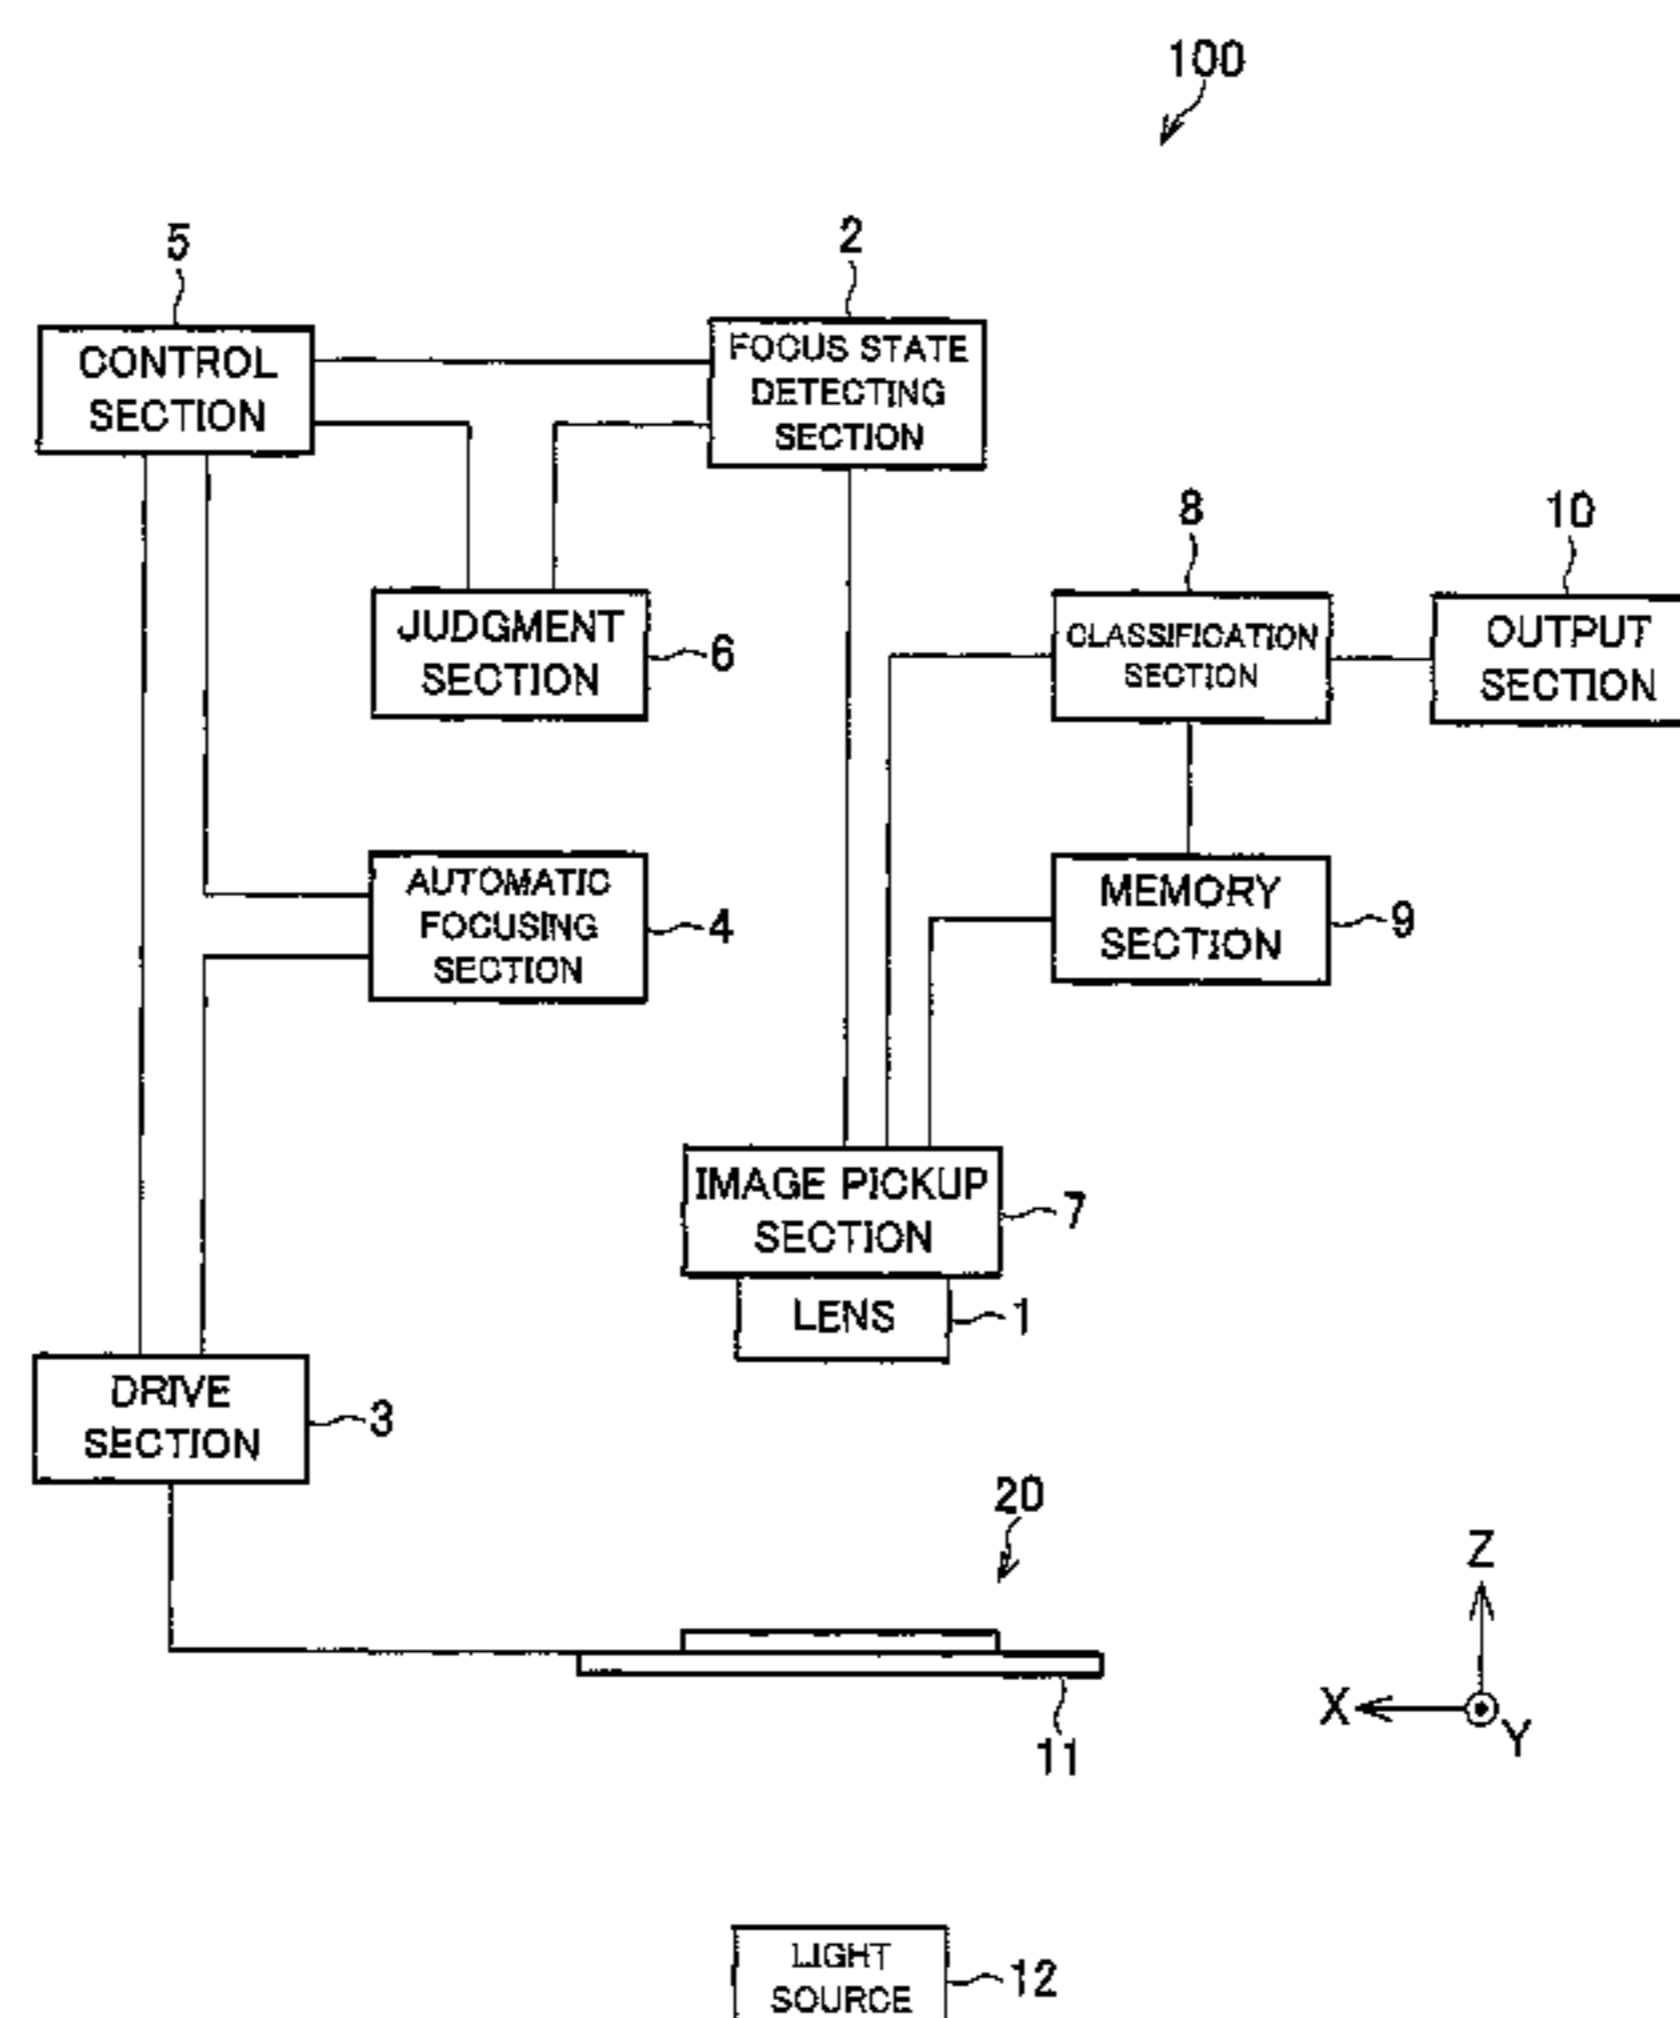 100
5
2
CONTROL
SECTION
FOCUS STATE
DETECTING
SECTION
8
10
JUDGMENT
SECTION
6
CLASSIFICATION
SECTION
OUTPUT
SECTION
AUTOMATIC
FOCUSING
SECTION
4
MEMORY
SECTION
9
IMAGE PICKUP
SECTION
7
LENS
1
DRIVE
SECTION
3
20
Z
X
Y
11
LIGHT
SOURCE
12